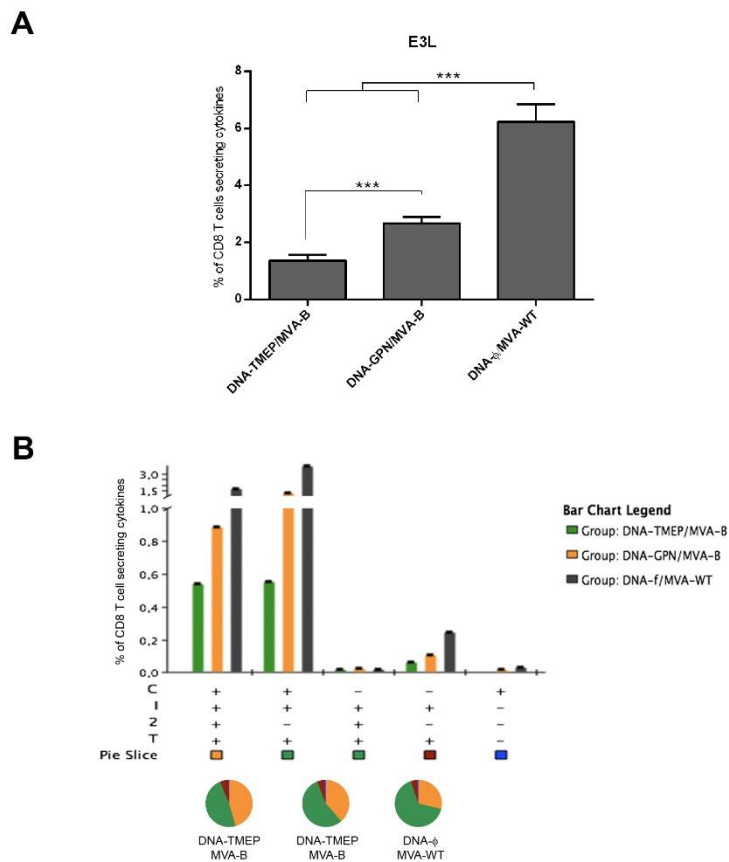 A
E3L
% of CD8 T cells secreting cytokines
8
6
4
2
0
***
***
DNA-TMEP/MVA-B
DNA-GPN/MVA-B
DNA-ϕ/MVA-WT
B
% of CD8 T cell secreting cytokines
3.0
1.5
1.0
0.8
0.6
0.4
0.2
0.0
Bar Chart Legend
Group: DNA-TMEP/MVA-B
Group: DNA-GPN/MVA-B
Group: DNA-f/MVA-WT
C + + - - +
1 + + + + -
2 + - + - -
T + + + + -
Pie Slice
DNA-TMEP DNA-TMEP DNA-ϕ
MVA-B MVA-B MVA-WT